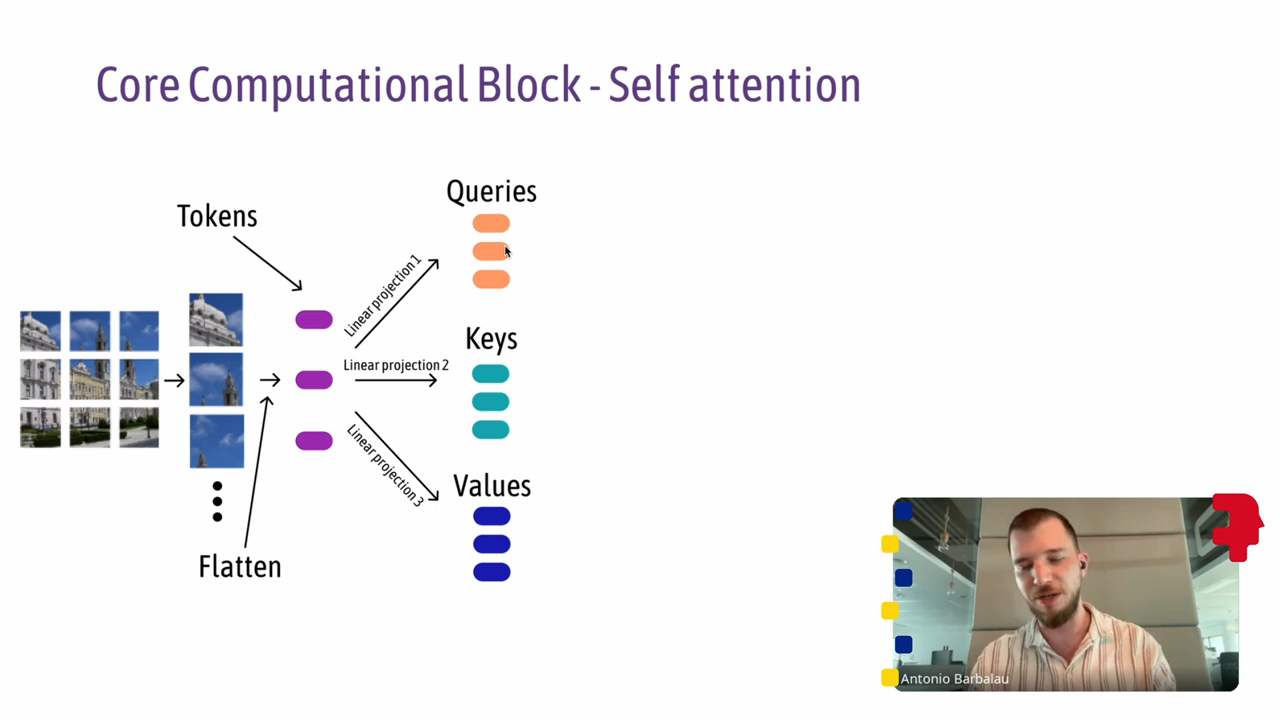 Core Computational Block - Self attention
Queries
Tokens
Linear projection 1
Keys
Linear projection 2
Linear projection 3
Values
Flatten
Antonio Barbalau